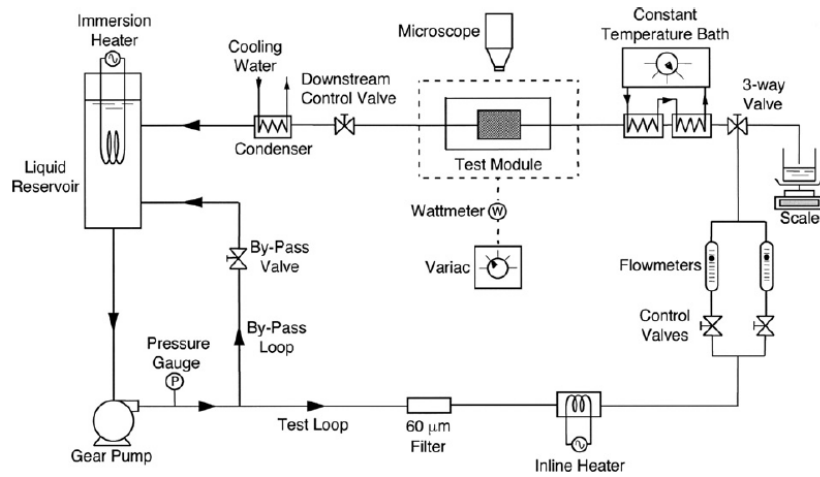 Immersion
Heater
Cooling
Water
Downstream
Control Valve
Condenser
Microscope
Test Module
Constant
Temperature Bath
3-way
Valve
Scale
Liquid
Reservoir
Wattmeter
W
Variac
Flowmeters
Control
Valves
By-Pass
Valve
By-Pass
Loop
Pressure
Gauge
P
Gear Pump
Test Loop
60 μm
Filter
Inline Heater